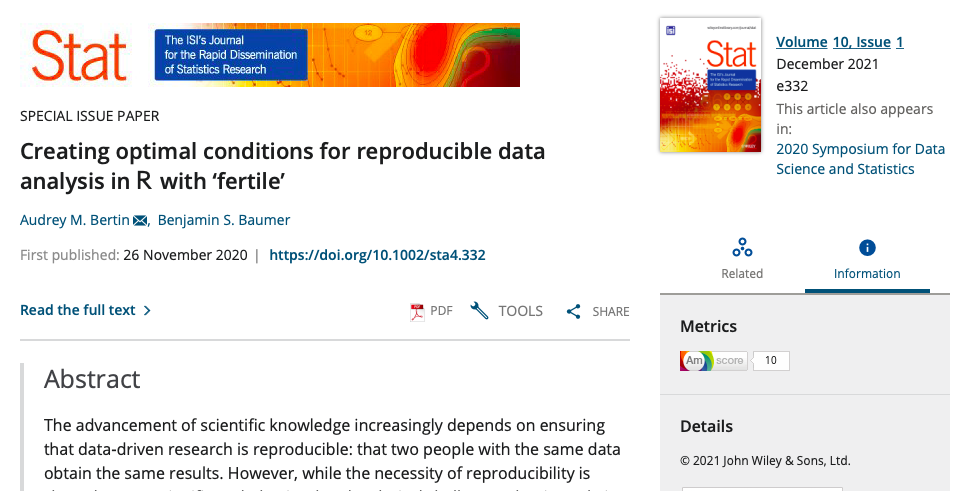 Stat
The ISI's Journal
for the Rapid Dissemination
of Statistics Research
SPECIAL ISSUE PAPER
Creating optimal conditions for reproducible data
analysis in R with ‘fertile’
Audrey M. Bertin, Benjamin S. Baumer
First published: 26 November 2020 | https://doi.org/10.1002/sta4.332
Read the full text
PDF
TOOLS
SHARE
Abstract
The advancement of scientific knowledge increasingly depends on ensuring
that data-driven research is reproducible: that two people with the same data
obtain the same results. However, while the necessity of reproducibility is
Stat
The ISI's Journal
for the Rapid Dissemination
of Statistics Research
Volume 10, Issue 1
December 2021
e332
This article also appears
in:
2020 Symposium for Data
Science and Statistics
Related
Information
Metrics
Am score 10
Details
© 2021 John Wiley & Sons, Ltd.